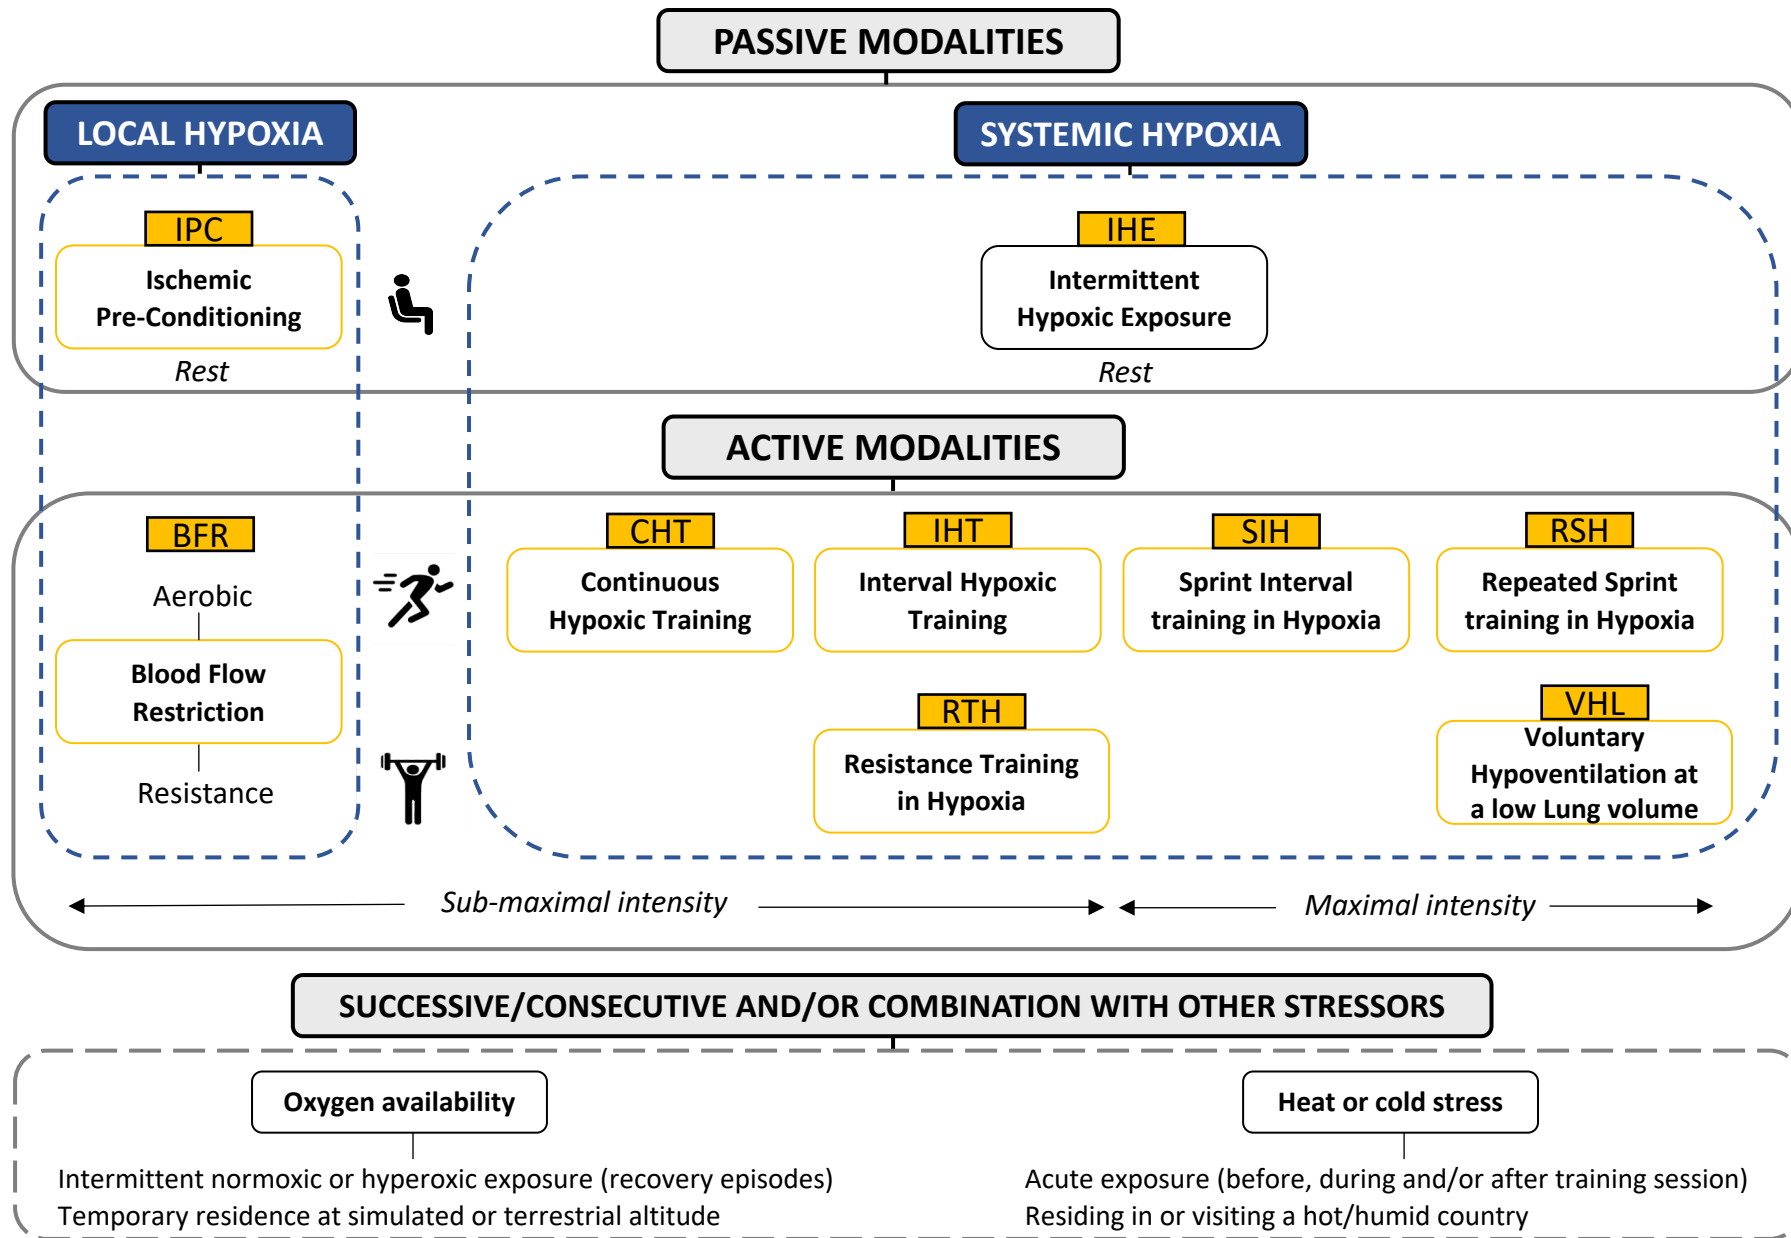 PASSIVE MODALITIES
LOCAL HYPOXIA
SYSTEMIC HYPOXIA
IPC
Ischemic
Pre-Conditioning
Rest
IHE
Intermittent
Hypoxic Exposure
Rest
ACTIVE MODALITIES
BFR
Aerobic
Blood Flow
Restriction
Resistance
CHT
Continuous
Hypoxic Training
IHT
Interval Hypoxic
Training
SIH
Sprint Interval
training in Hypoxia
RSH
Repeated Sprint
training in Hypoxia
RTH
Resistance Training
in Hypoxia
VHL
Voluntary
Hypoventilation at
a low Lung volume
Sub-maximal intensity
Maximal intensity
SUCCESSIVE/CONSECUTIVE AND/OR COMBINATION WITH OTHER STRESSORS
Oxygen availability
Intermittent normoxic or hyperoxic exposure (recovery episodes)
Temporary residence at simulated or terrestrial altitude
Heat or cold stress
Acute exposure (before, during and/or after training session)
Residing in or visiting a hot/humid country